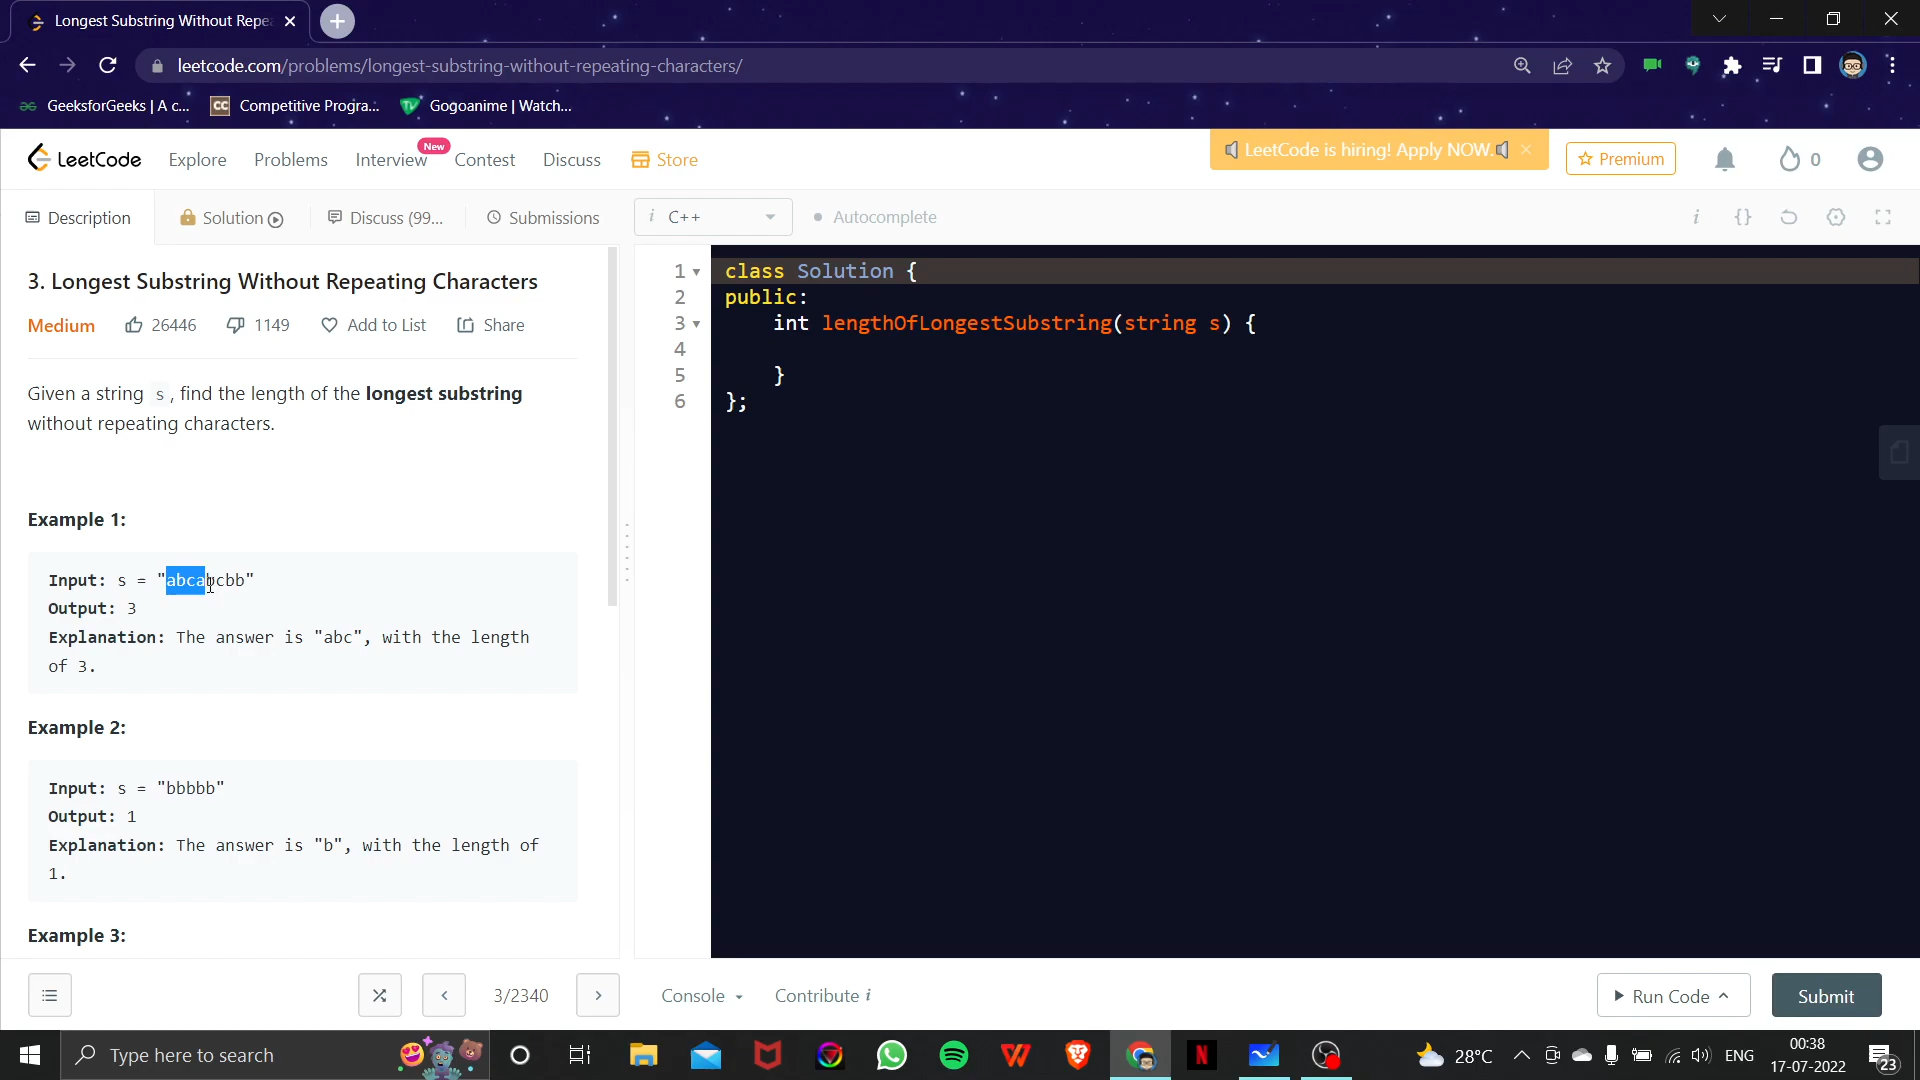 Longest Substring Without Repe
leetcode.com/problems/longest-substring-without-repeating-characters/
GeeksforGeeks | A c...
CC
Competitive Progra...
Gogoanime | Watch...
LeetCode
Explore
Problems
Interview
New
Contest
Discuss
Store
LeetCode is hiring! Apply NOW.
Premium
0
Description
Solution
Discuss (99...
Submissions
i C++
Autocomplete
i
{}
3. Longest Substring Without Repeating Characters
Medium
26446
1149
Add to List
Share
Given a string s, find the length of the longest substring
without repeating characters.
Example 1:
Input: s = "abcabcbb"
Output: 3
Explanation: The answer is "abc", with the length
of 3.
Example 2:
Input: s = "bbbbb"
Output: 1
Explanation: The answer is "b", with the length of
1.
Example 3:
1 class Solution {
2 public:
3 int lengthOfLongestSubstring(string s) {
4
5 }
6 };
3/2340
Console
Contribute i
Run Code
Submit
Type here to search
28°C
ENG
00:38
17-07-2022
23